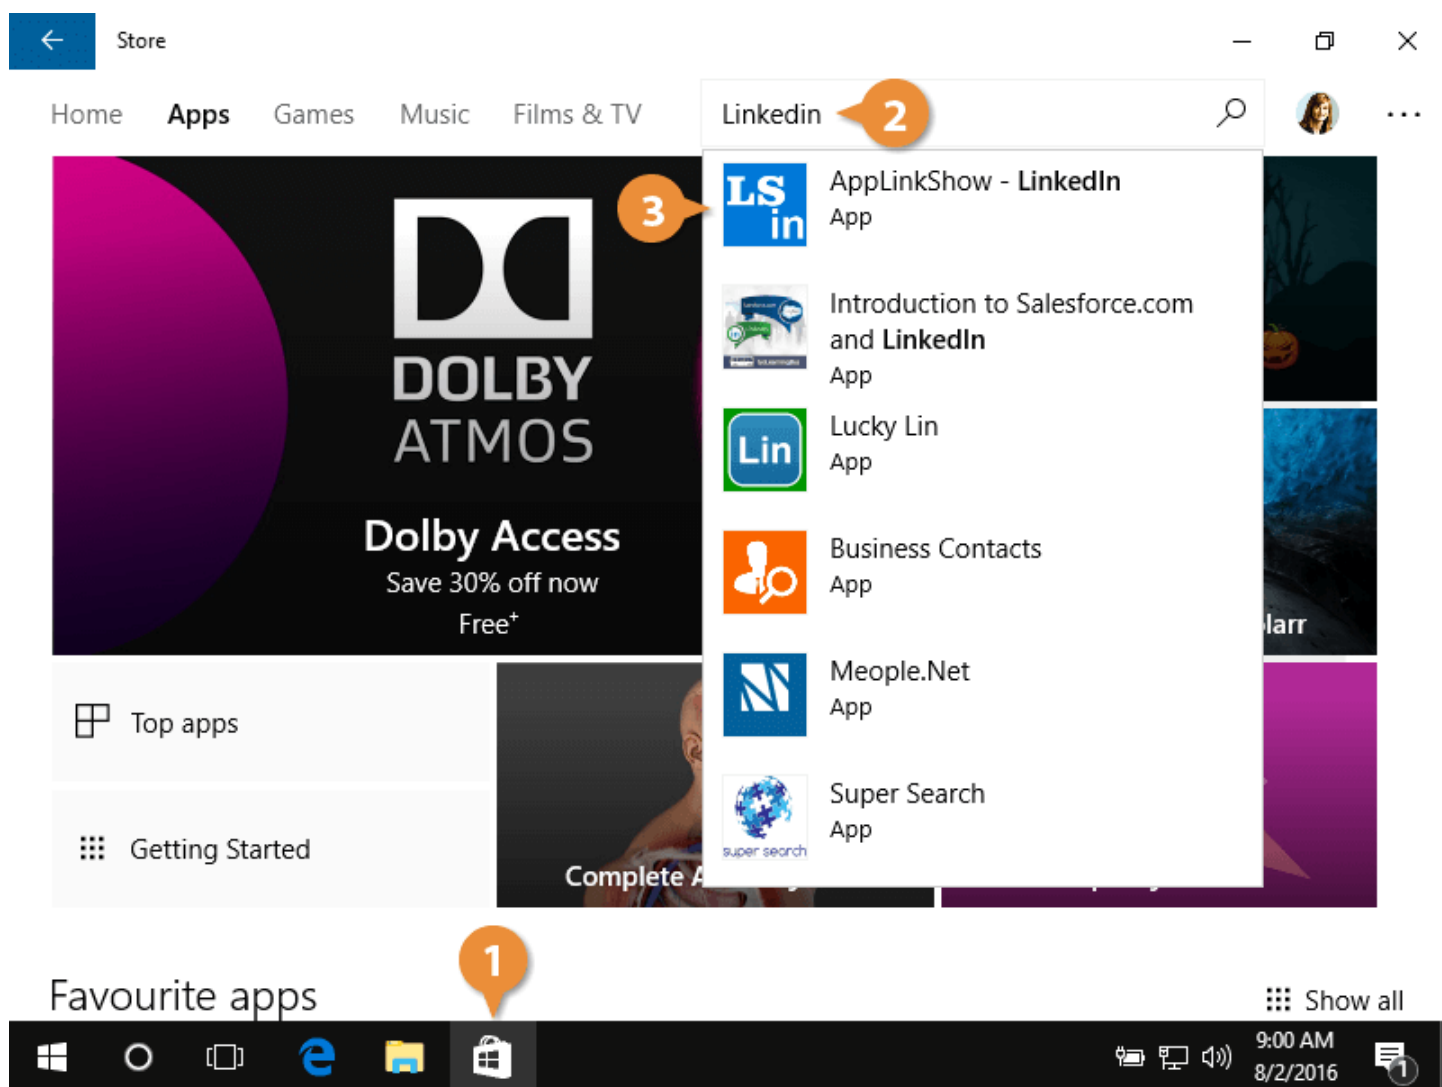 Store
Home Apps Games Music Films & TV
Linkedin
2
3
LS
in
AppLinkShow - LinkedIn
App
Introduction to Salesforce.com
and LinkedIn
App
Lin
Lucky Lin
App
Business Contacts
App
Meople.Net
App
super search
Super Search
App
DOLBY
ATMOS
Dolby Access
Save 30% off now
Free+
larr
Top apps
Getting Started
Complete A
1
Favourite apps
Show all
9:00 AM
8/2/2016
1